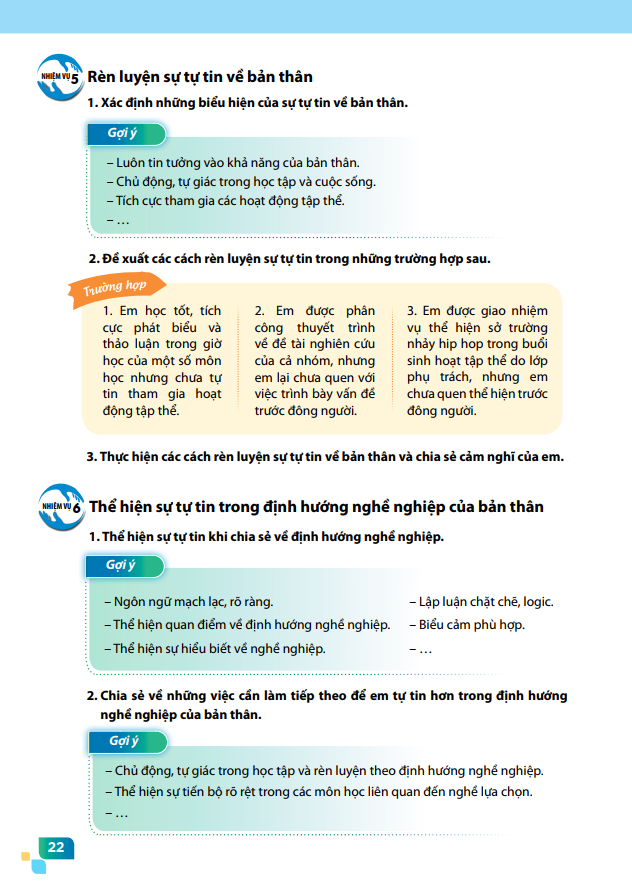 NHIỆM VỤ 5 Rèn luyện sự tự tin về bản thân
1. Xác định những biểu hiện của sự tự tin về bản thân.
Gợi ý
– Luôn tin tưởng vào khả năng của bản thân.
– Chủ động, tự giác trong học tập và cuộc sống.
– Tích cực tham gia các hoạt động tập thể.
– ...
2. Đề xuất các cách rèn luyện sự tự tin trong những trường hợp sau.
Trường hợp
1. Em học tốt, tích
cực phát biểu và
thảo luận trong giờ
học của một số môn
học nhưng chưa tự
tin tham gia hoạt
động tập thể.
2. Em được phân
công thuyết trình
về đề tài nghiên cứu
của cả nhóm, nhưng
em lại chưa quen với
việc trình bày vấn đề
trước đông người.
3. Em được giao nhiệm
vụ thể hiện sở trường
nhảy hip hop trong buổi
sinh hoạt tập thể do lớp
phụ trách, nhưng em
chưa quen thể hiện trước
đông người.
3. Thực hiện các cách rèn luyện sự tự tin về bản thân và chia sẻ cảm nghĩ của em.
NHIỆM VỤ 6 Thể hiện sự tự tin trong định hướng nghề nghiệp của bản thân
1. Thể hiện sự tự tin khi chia sẻ về định hướng nghề nghiệp.
Gợi ý
– Ngôn ngữ mạch lạc, rõ ràng.
– Thể hiện quan điểm về định hướng nghề nghiệp.
– Thể hiện sự hiểu biết về nghề nghiệp.
– Lập luận chặt chẽ, logic.
– Biểu cảm phù hợp.
– ...
2. Chia sẻ về những việc cần làm tiếp theo để em tự tin hơn trong định hướng
nghề nghiệp của bản thân.
Gợi ý
– Chủ động, tự giác trong học tập và rèn luyện theo định hướng nghề nghiệp.
– Thể hiện sự tiến bộ rõ rệt trong các môn học liên quan đến nghề lựa chọn.
– ...
22